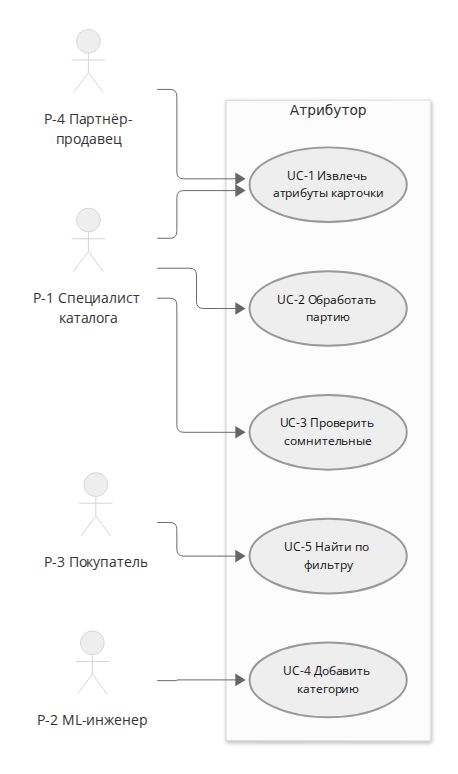 Р-4 Партнёр-
продавец
Атрибутор
UC-1 Извлечь
атрибуты карточки
Р-1 Специалист
каталога
UC-2 Обработать
партию
UC-3 Проверить
сомнительные
Р-3 Покупатель
UC-5 Найти по
фильтру
UC-4 Добавить
категорию
Р-2 ML-инженер